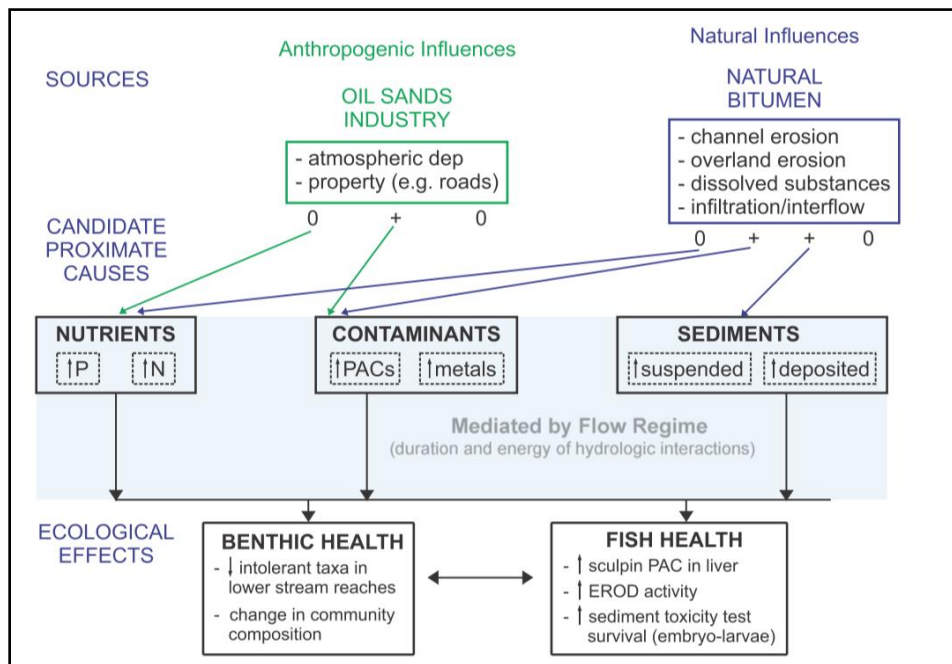 Anthropogenic Influences
Natural Influences
SOURCES
OIL SANDS
INDUSTRY
NATURAL
BITUMEN
- atmospheric dep
- property (e.g. roads)
- channel erosion
- overland erosion
- dissolved substances
- infiltration/interflow
0 + 0
0 + + 0
CANDIDATE
PROXIMATE
CAUSES
NUTRIENTS
↑P ↑N
CONTAMINANTS
↑PACs ↑metals
SEDIMENTS
↑suspended ↑deposited
Mediated by Flow Regime
(duration and energy of hydrologic interactions)
ECOLOGICAL
EFFECTS
BENTHIC HEALTH
- ↓ intolerant taxa in
lower stream reaches
- change in community
composition
FISH HEALTH
- ↑ sculpin PAC in liver
- ↑ EROD activity
- ↑ sediment toxicity test
survival (embryo-larvae)